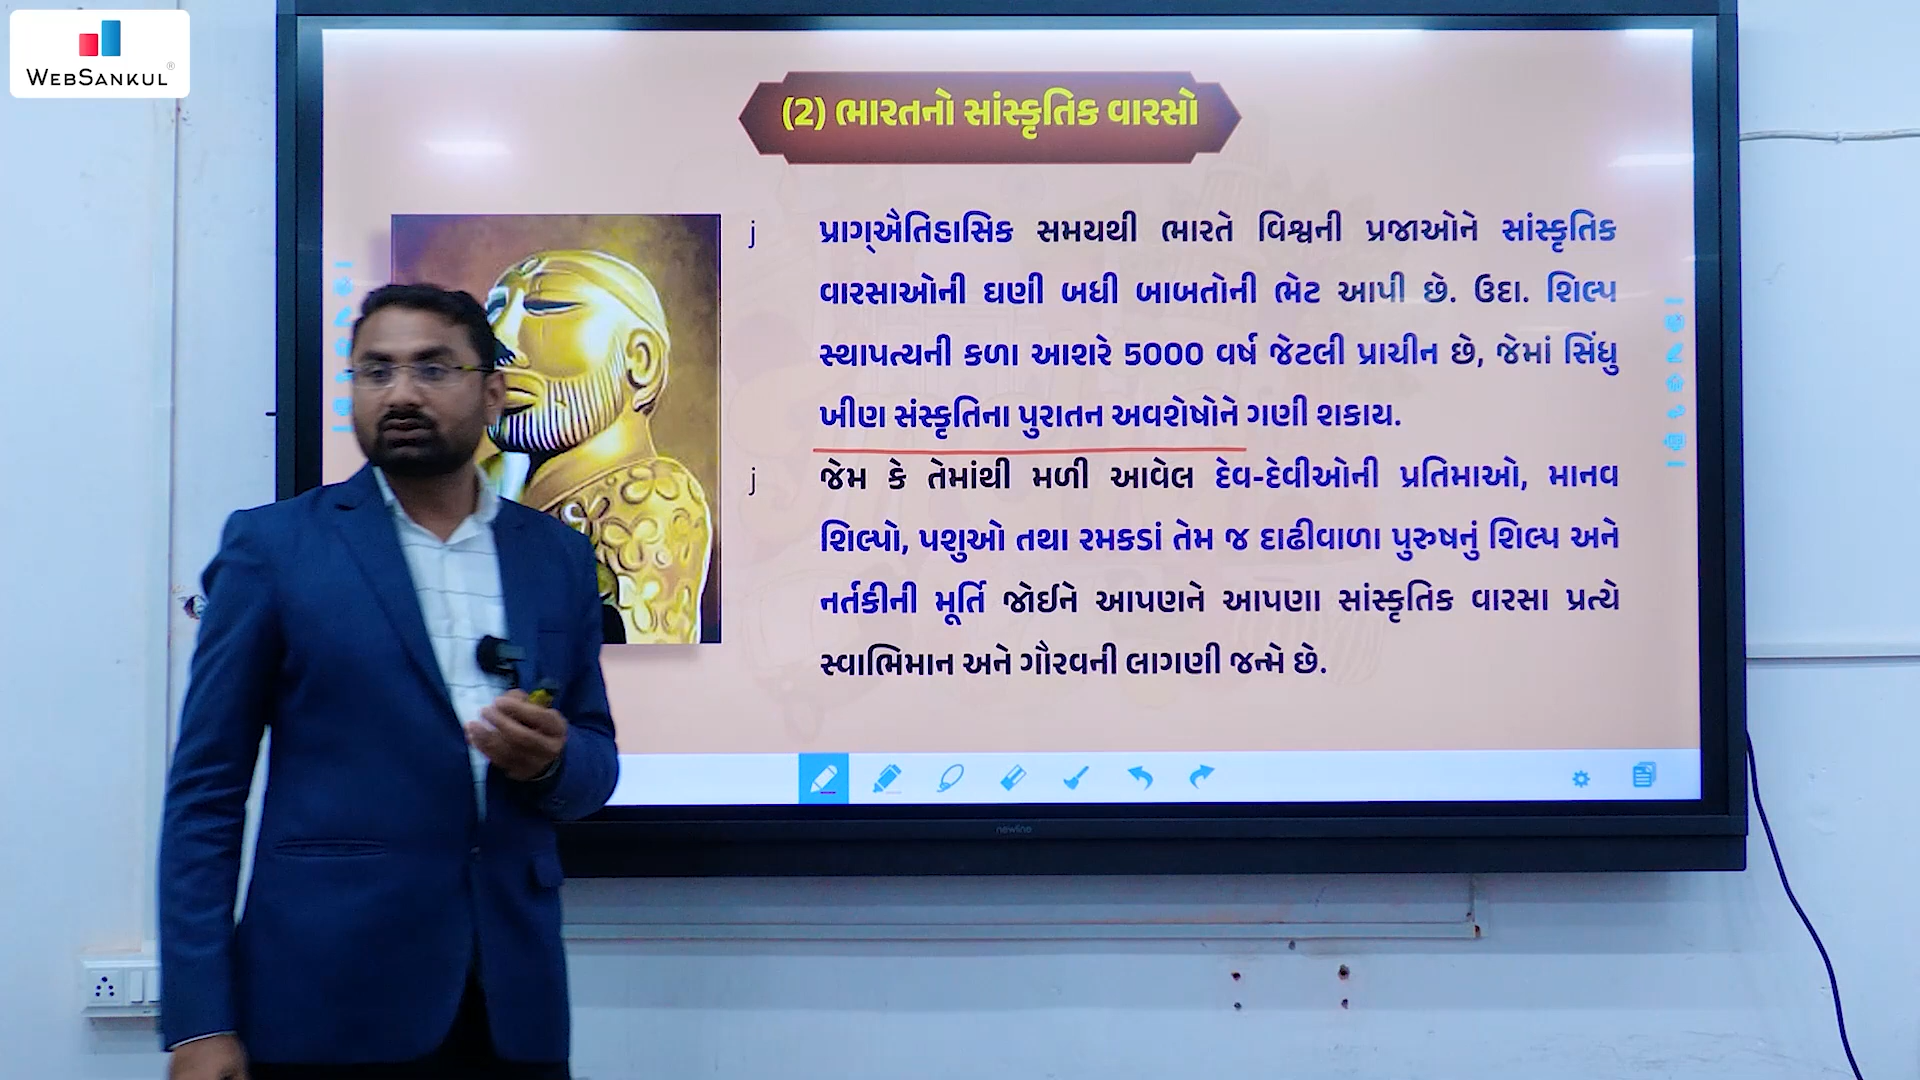 WEBSANKUL®
(2) ભારતનો સાંસ્કૃતિક વારસો
j પ્રાગ્ઐતિહાસિક સમયથી ભારતે વિશ્વની પ્રજાઓને સાંસ્કૃતિક
વારસાઓની ઘણી બધી બાબતોની ભેટ આપી છે. ઉદા. શિલ્પ
સ્થાપત્યની કળા આશરે 5000 વર્ષ જેટલી પ્રાચીન છે, જેમાં સિંધુ
ખીણ સંસ્કૃતિના પુરાતન અવશેષોને ગણી શકાય.
j જેમ કે તેમાંથી મળી આવેલ દેવ-દેવીઓની પ્રતિમાઓ, માનવ
શિલ્પો, પશુઓ તથા રમકડાં તેમ જ દાઢીવાળા પુરુષનું શિલ્પ અને
નર્તકીની મૂર્તિ જોઈને આપણને આપણા સાંસ્કૃતિક વારસા પ્રત્યે
સ્વાભિમાન અને ગૌરવની લાગણી જન્મે છે.
newline